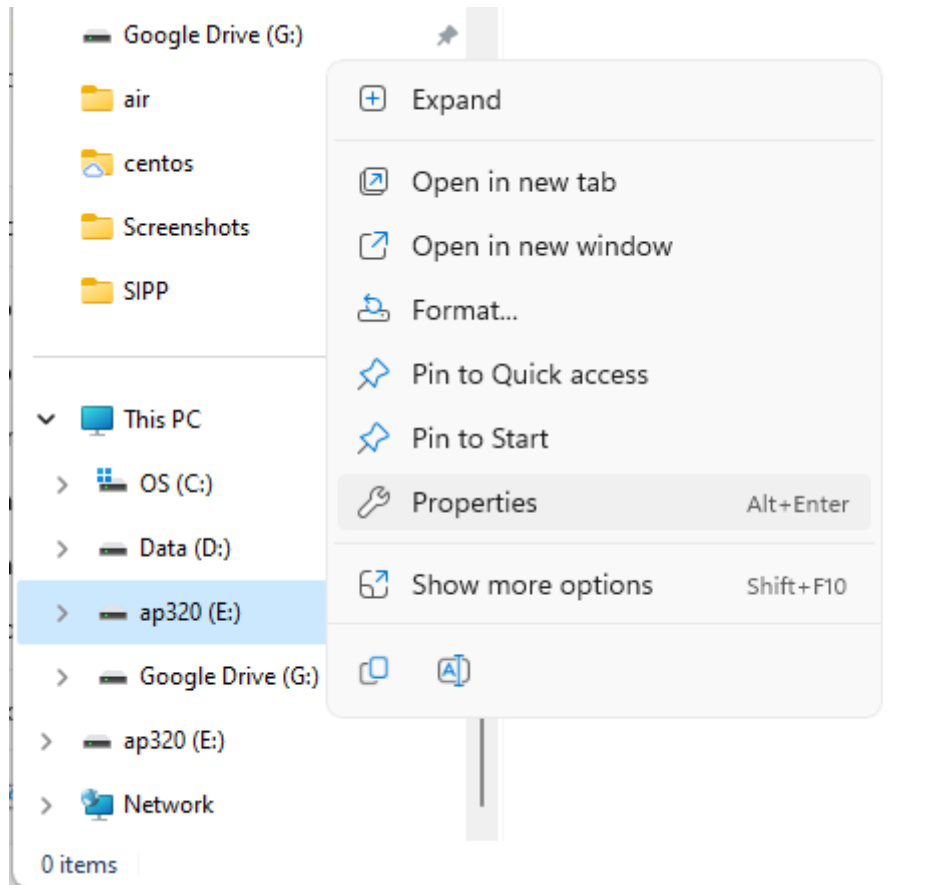 Google Drive (G:)
air
centos
Screenshots
SIPP
This PC
OS (C:)
Data (D:)
ap320 (E:)
Google Drive (G:)
ap320 (E:)
Network
0 items
Expand
Open in new tab
Open in new window
Format...
Pin to Quick access
Pin to Start
Properties Alt+Enter
Show more options Shift+F10